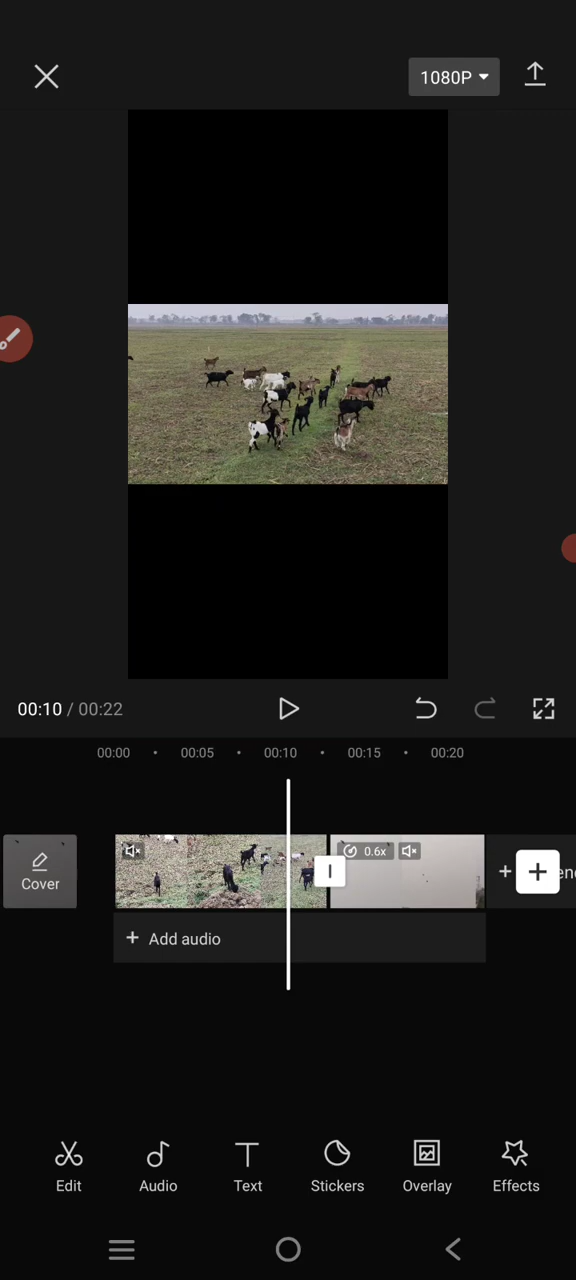 1080P
00:10 / 00:22
00:00 00:05 00:10 00:15 00:20
Cover
0.6x
+ Add audio
Edit Audio Text Stickers Overlay Effects